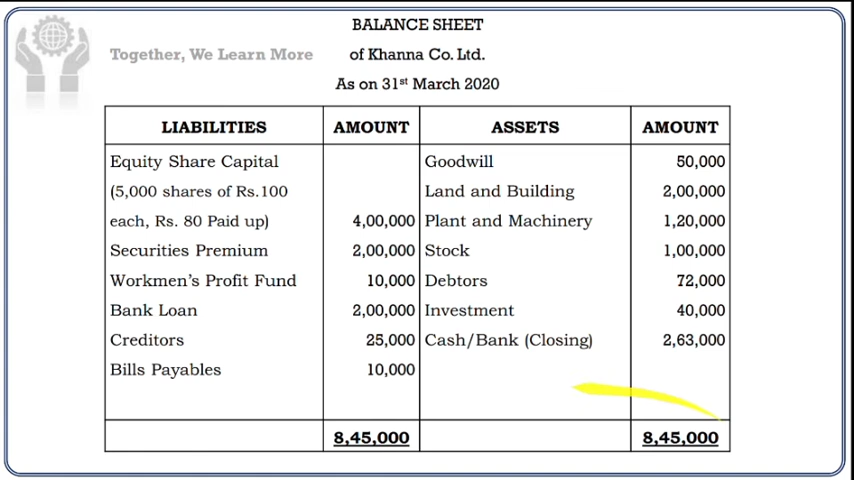 BALANCE SHEET
Together, We Learn More
of Khanna Co. Ltd.
As on 31st March 2020
LIABILITIES AMOUNT ASSETS AMOUNT
Equity Share Capital Goodwill 50,000
(5,000 shares of Rs.100 Land and Building 2,00,000
each, Rs. 80 Paid up) 4,00,000 Plant and Machinery 1,20,000
Securities Premium 2,00,000 Stock 1,00,000
Workmen's Profit Fund 10,000 Debtors 72,000
Bank Loan 2,00,000 Investment 40,000
Creditors 25,000 Cash/Bank (Closing) 2,63,000
Bills Payables 10,000
8,45,000 8,45,000